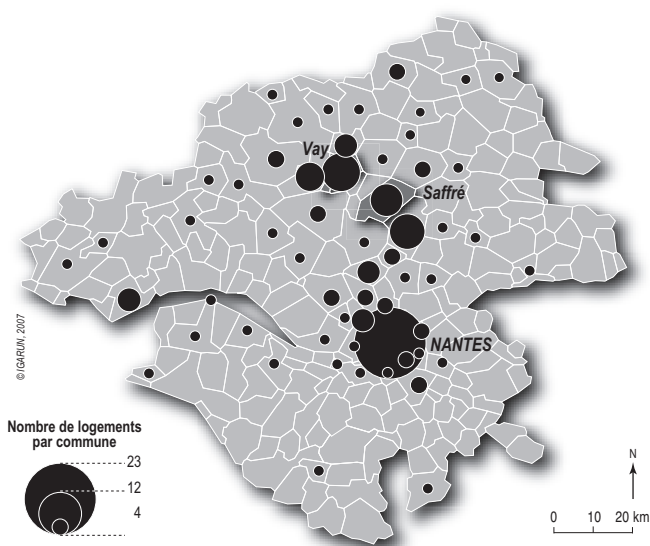 Vay
Saffré
NANTES
© IGARUN, 2007
Nombre de logements
par commune
23
12
4
N
0 10 20 km